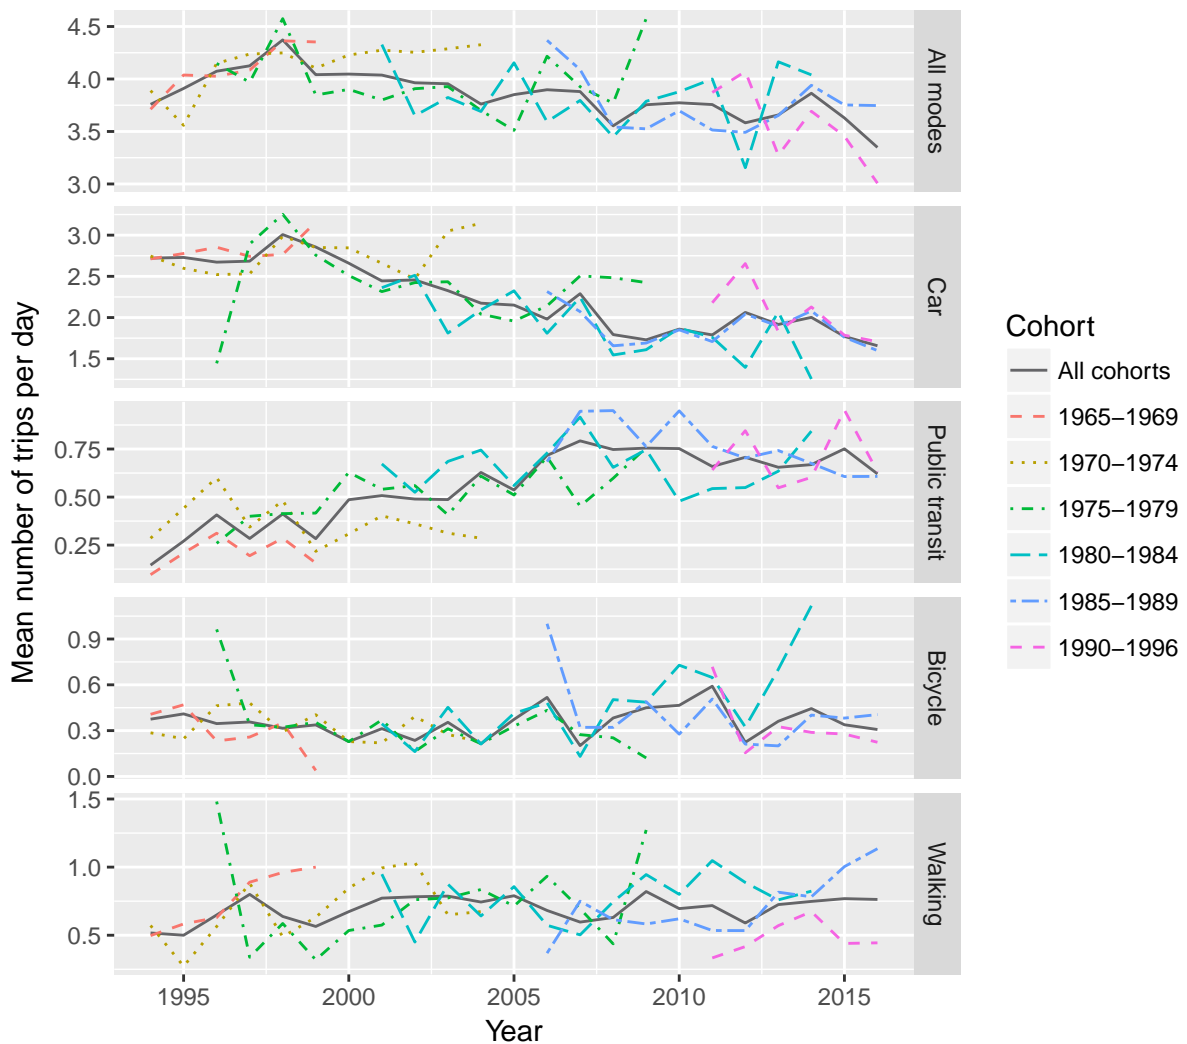 Mean number of trips per day
4.5
4.0
3.5
3.0
All modes
3.0
2.5
2.0
1.5
Car
0.75
0.50
0.25
Public transit
0.9
0.6
0.3
0.0
Bicycle
1.5
1.0
0.5
Walking
1995 2000 2005 2010 2015
Year
Cohort
All cohorts
1965−1969
1970−1974
1975−1979
1980−1984
1985−1989
1990−1996